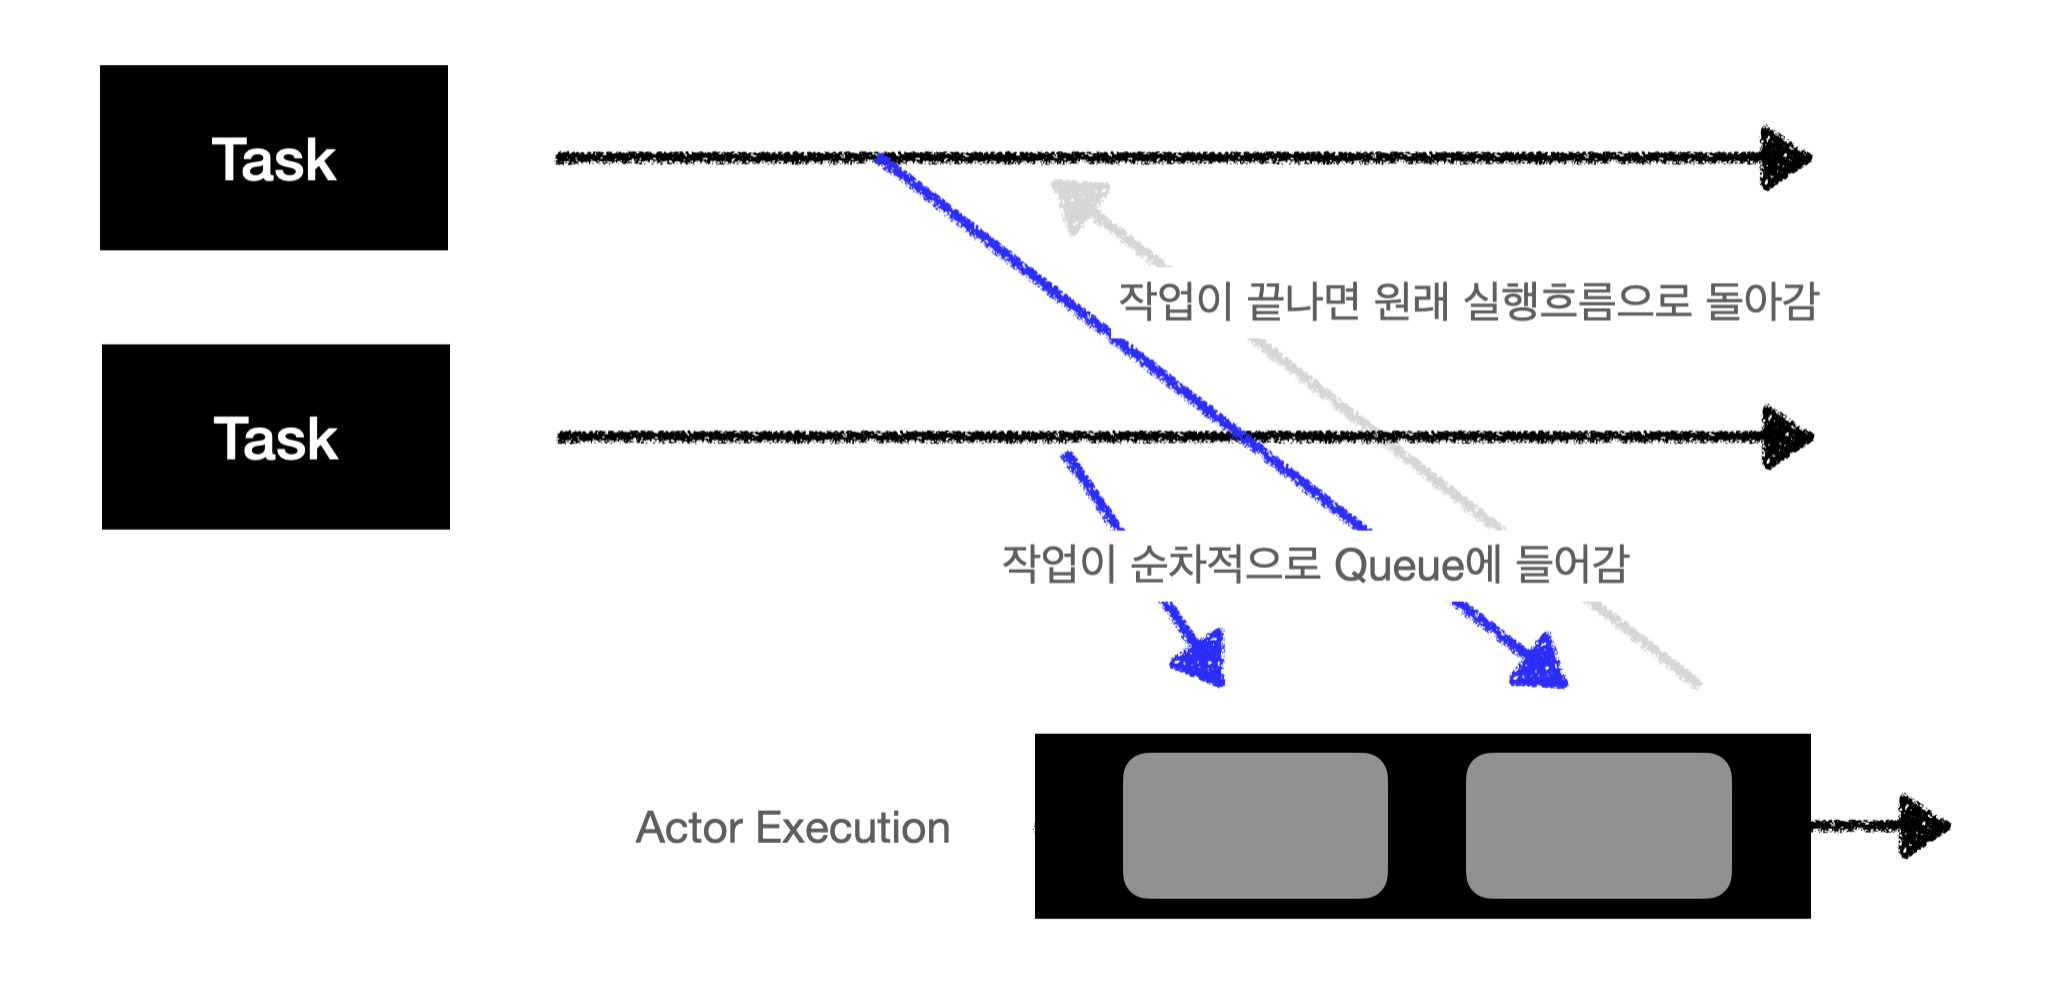 Task
작업이 끝나면 원래 실행흐름으로 돌아감
Task
작업이 순차적으로 Queue에 들어감
Actor Execution